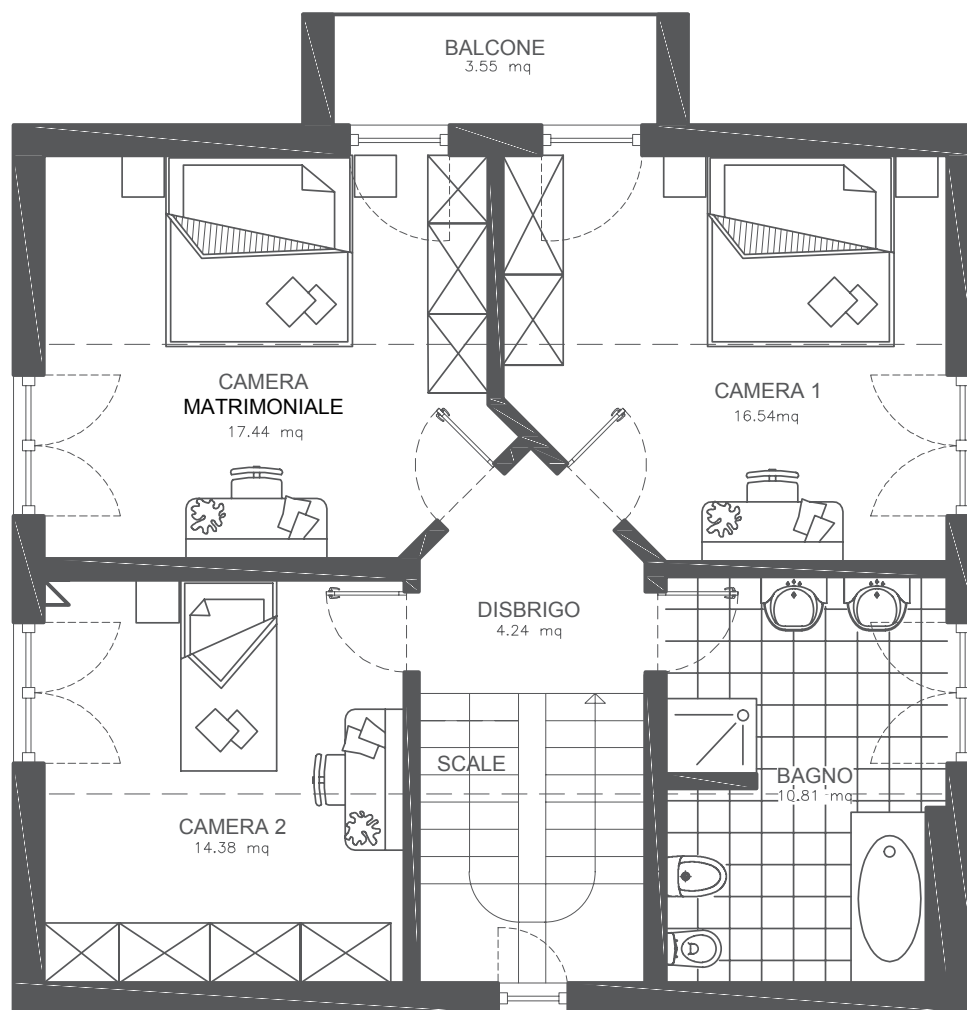 BALCONE
3.55 mq
CAMERA
MATRIMONIALE
17.44 mq
CAMERA 1
16.54mq
DISBRIGO
4.24 mq
SCALE
BAGNO
10.81 mq
CAMERA 2
14.38 mq